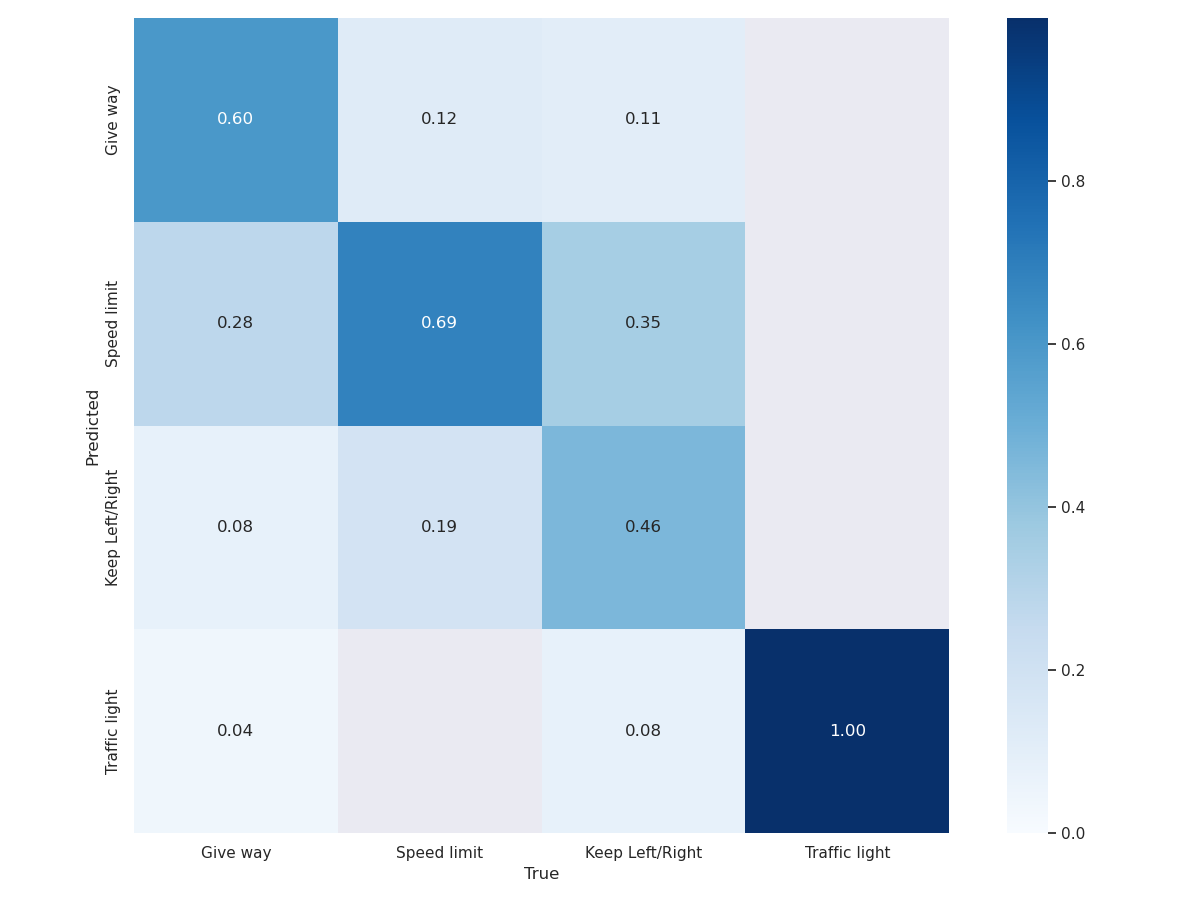 Give way
0.60
0.12
0.11
Speed limit
0.28
0.69
0.35
Predicted
Keep Left/Right
0.08
0.19
0.46
Traffic light
0.04
0.08
1.00
Give way
Speed limit
Keep Left/Right
Traffic light
True
0.8
0.6
0.4
0.2
0.0